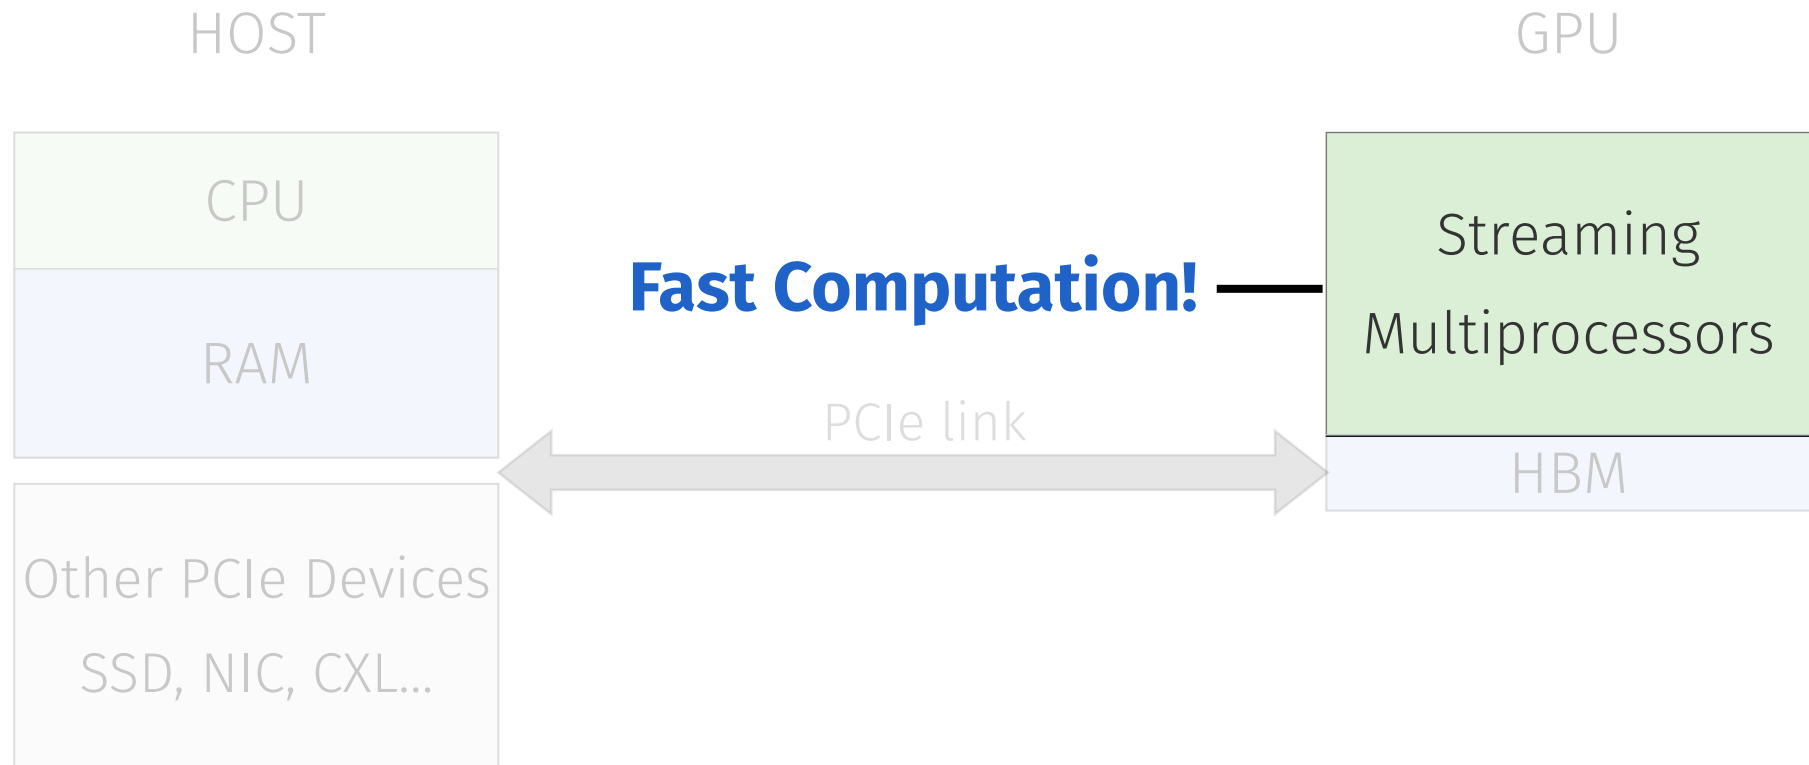 HOST
GPU
CPU
RAM
Other PCIe Devices
SSD, NIC, CXL...
Fast Computation!
PCIe link
Streaming
Multiprocessors
HBM